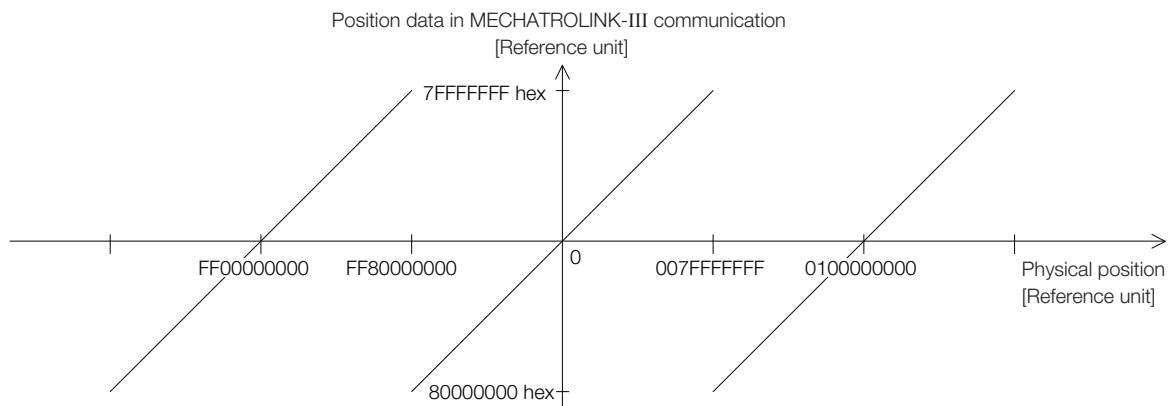 Position data in MECHATROLINK-III communication
[Reference unit]
7FFFFFFF hex
0
FF00000000
FF80000000
007FFFFFFF
0100000000
Physical position
[Reference unit]
80000000 hex